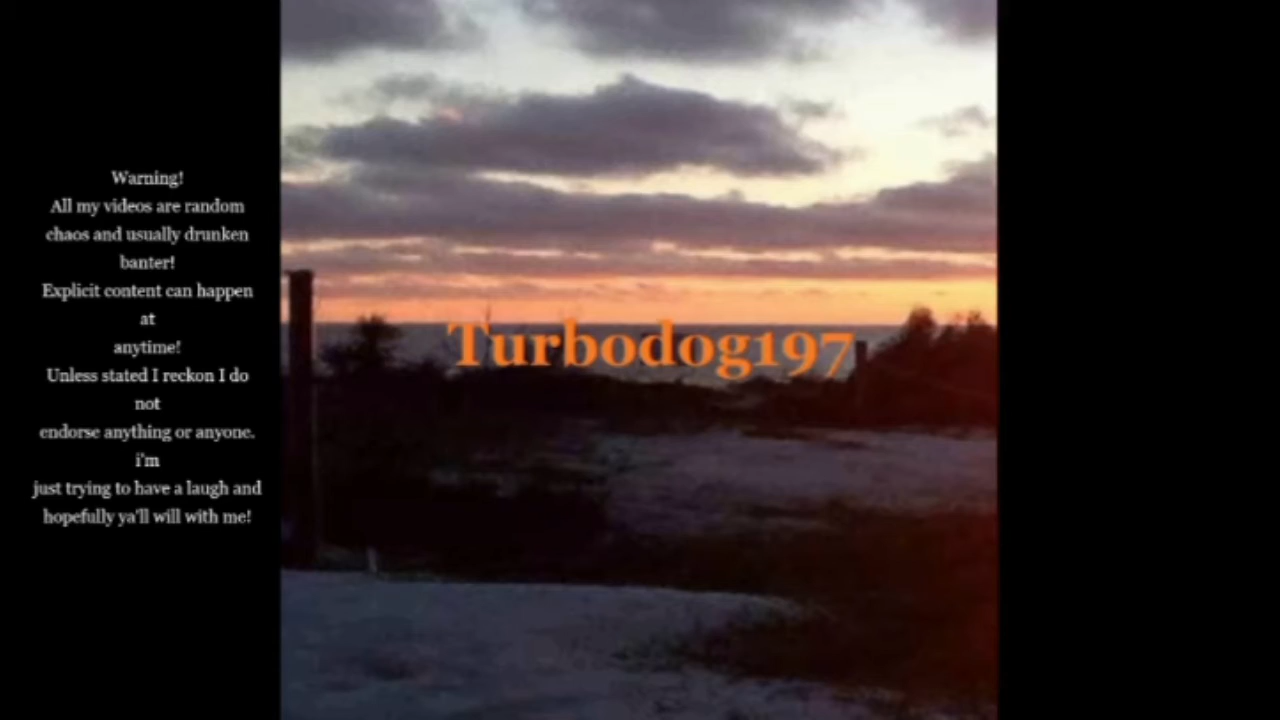 Warning!
All my videos are random
chaos and usually drunken
banter!
Explicit content can happen
at
anytime!
Unless stated I reckon I do
not
endorse anything or anyone.
i'm
just trying to have a laugh and
hopefully ya'll will with me!
Turbodog197